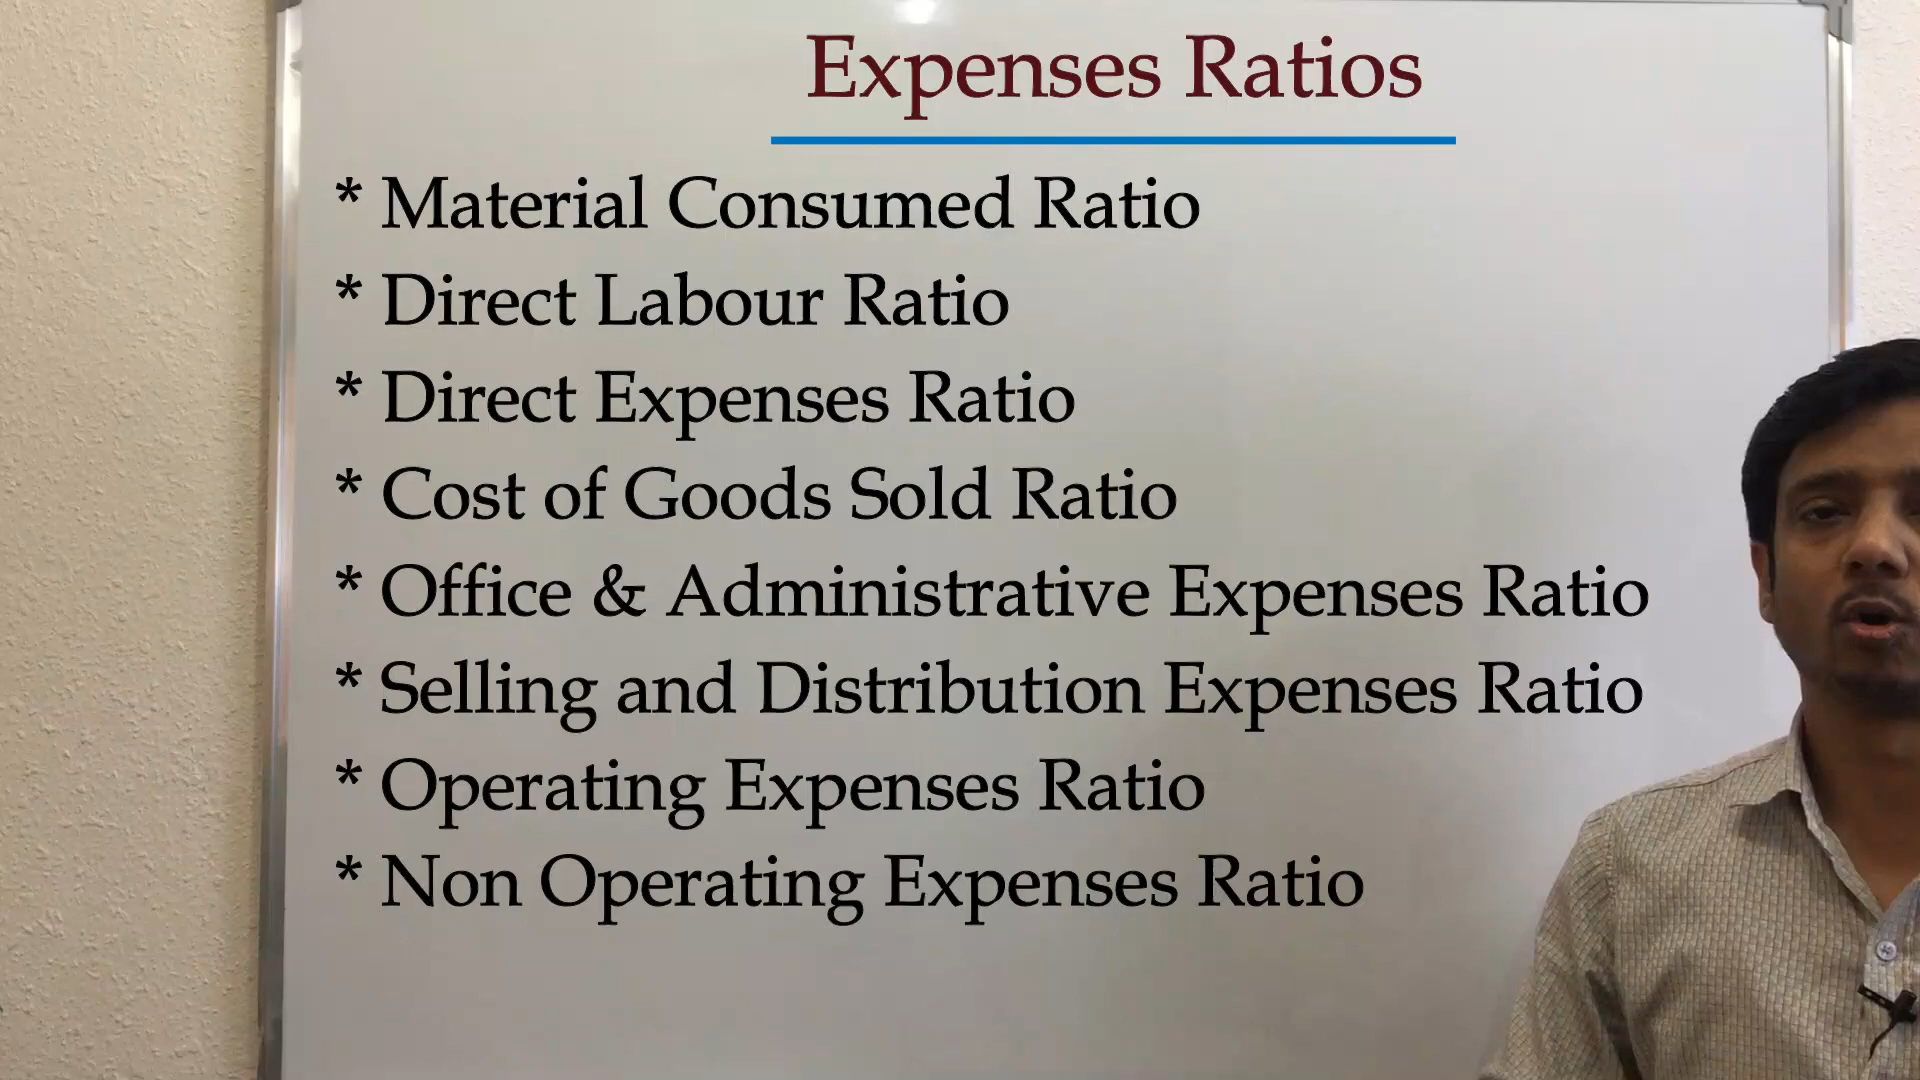 Expenses Ratios
* Material Consumed Ratio
* Direct Labour Ratio
* Direct Expenses Ratio
* Cost of Goods Sold Ratio
* Office & Administrative Expenses Ratio
* Selling and Distribution Expenses Ratio
* Operating Expenses Ratio
* Non Operating Expenses Ratio